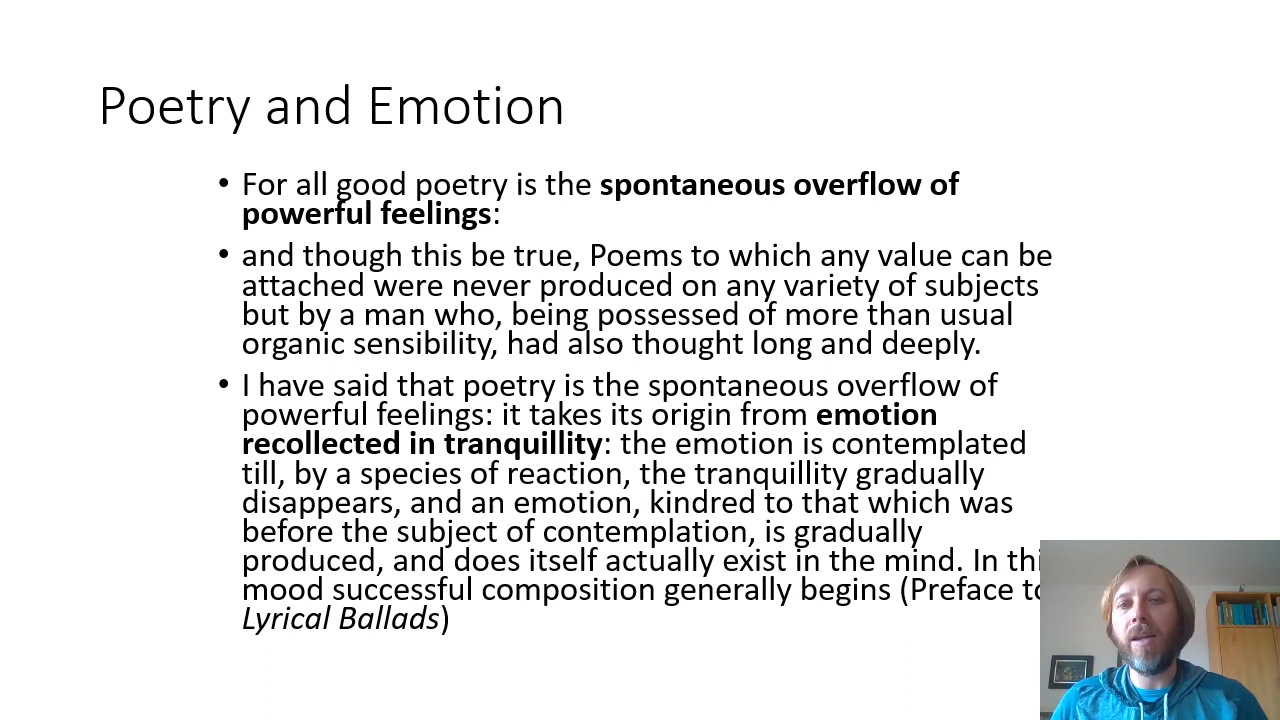 Poetry and Emotion
• For all good poetry is the spontaneous overflow of
powerful feelings:
• and though this be true, Poems to which any value can be
attached were never produced on any variety of subjects
but by a man who, being possessed of more than usual
organic sensibility, had also thought long and deeply.
• I have said that poetry is the spontaneous overflow of
powerful feelings: it takes its origin from emotion
recollected in tranquillity: the emotion is contemplated
till, by a species of reaction, the tranquillity gradually
disappears, and an emotion, kindred to that which was
before the subject of contemplation, is gradually
produced, and does itself actually exist in the mind. In thi
mood successful composition generally begins (Preface to
Lyrical Ballads)